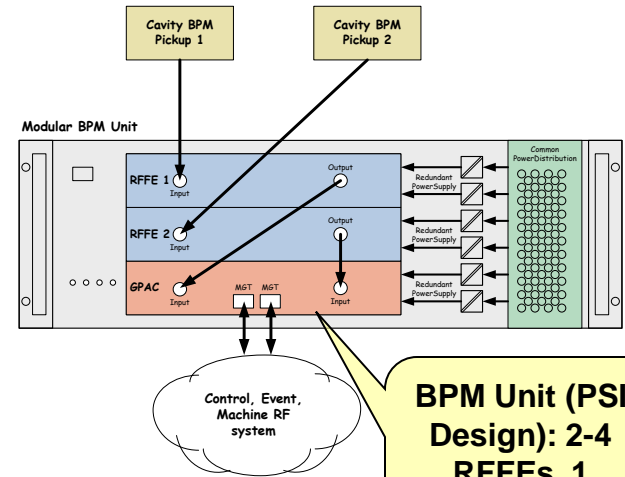 Cavity BPM
Pickup 1
Cavity BPM
Pickup 2
Modular BPM Unit
Common
PowerDistribution
RFFE 1
Input
Output
Redundant
PowerSupply
RFFE 2
Input
Output
Redundant
PowerSupply
GPAC
Input
MGT MGT
Input
Redundant
PowerSupply
Control, Event,
Machine RF
system
BPM Unit (PSI
Design): 2-4
RFFEs, 1